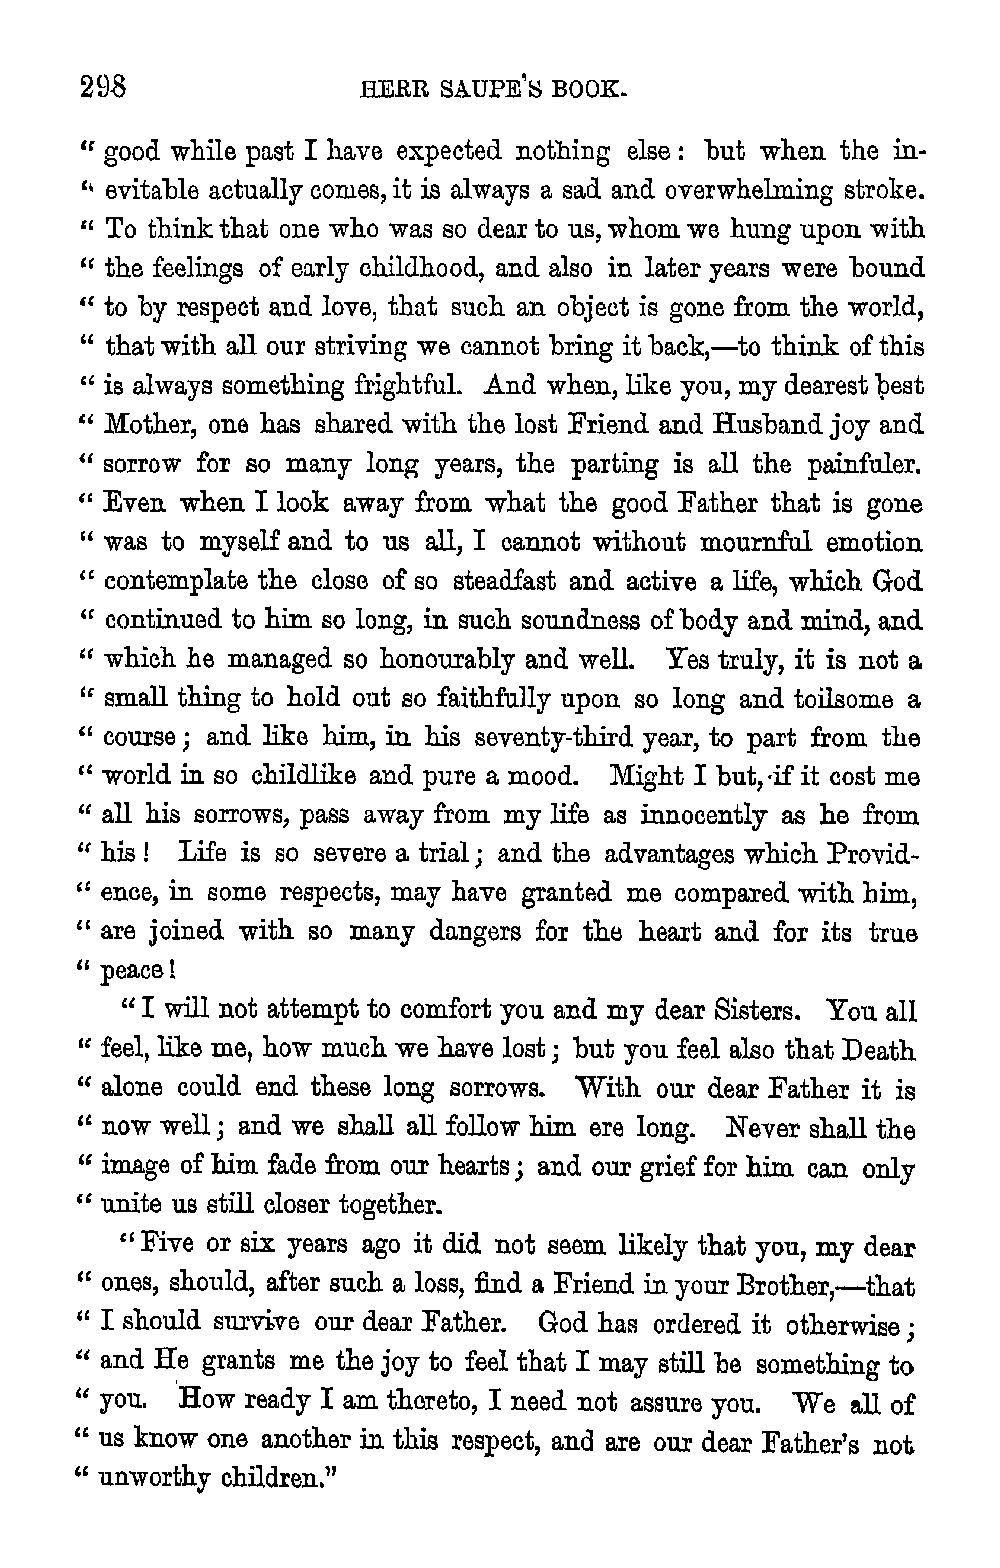 298 HERR SAUPE'S BOOK.
“ good while past I have expected nothing else : but when the in-
“ evitable actually comes, it is always a sad and overwhelming stroke.
“ To think that one who was so dear to us, whom we hung upon with
“ the feelings of early childhood, and also in later years were bound
“ to by respect and love, that such an object is gone from the world,
“ that with all our striving we cannot bring it back,—to think of this
“ is always something frightful. And when, like you, my dearest best
“ Mother, one has shared with the lost Friend and Husband joy and
“ sorrow for so many long years, the parting is all the painfuler.
“ Even when I look away from what the good Father that is gone
“ was to myself and to us all, I cannot without mournful emotion
“ contemplate the close of so steadfast and active a life, which God
“ continued to him so long, in such soundness of body and mind, and
“ which he managed so honourably and well. Yes truly, it is not a
“ small thing to hold out so faithfully upon so long and toilsome a
“ course ; and like him, in his seventy-third year, to part from the
“ world in so childlike and pure a mood. Might I but, if it cost me
“ all his sorrows, pass away from my life as innocently as he from
“ his ! Life is so severe a trial ; and the advantages which Provid-
“ ence, in some respects, may have granted me compared with him,
“ are joined with so many dangers for the heart and for its true
“ peace !
“ I will not attempt to comfort you and my dear Sisters. You all
“ feel, like me, how much we have lost ; but you feel also that Death
“ alone could end these long sorrows. With our dear Father it is
“ now well ; and we shall all follow him ere long. Never shall the
“ image of him fade from our hearts ; and our grief for him can only
“ unite us still closer together.
“ Five or six years ago it did not seem likely that you, my dear
“ ones, should, after such a loss, find a Friend in your Brother,—that
“ I should survive our dear Father. God has ordered it otherwise ;
“ and He grants me the joy to feel that I may still be something to
“ you. How ready I am thereto, I need not assure you. We all of
“ us know one another in this respect, and are our dear Father's not
“ unworthy children.”